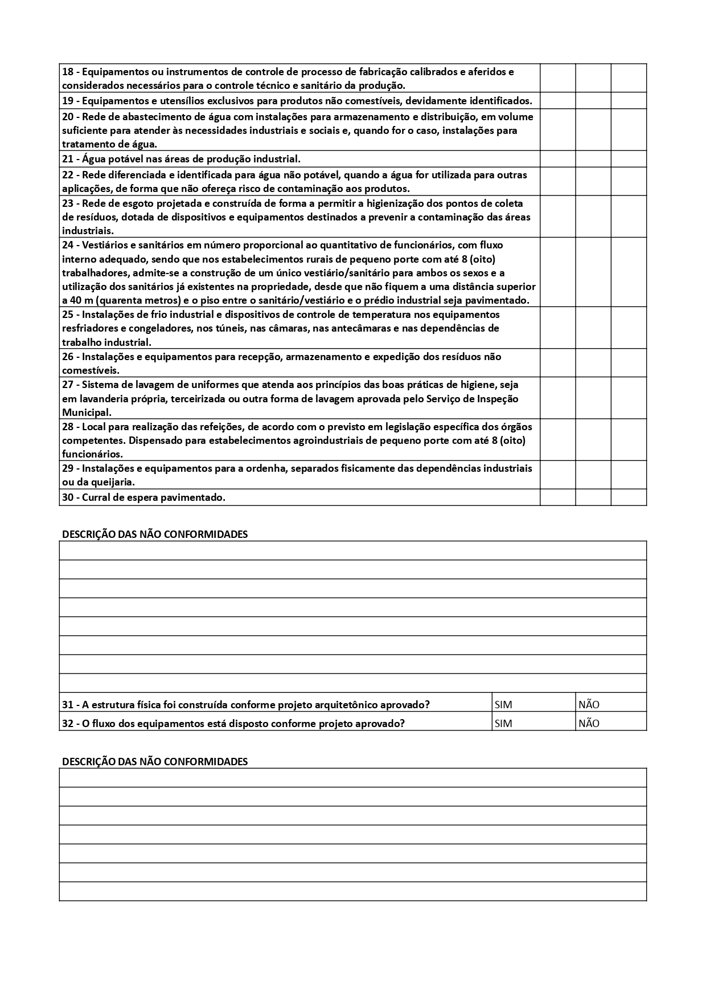 18 - Equipamentos ou instrumentos de controle de processo de fabricação calibrados e aferidos e
considerados necessários para o controle técnico e sanitário da produção.
19 - Equipamentos e utensílios exclusivos para produtos não comestíveis, devidamente identificados.
20 - Rede de abastecimento de água com instalações para armazenamento e distribuição, em volume
suficiente para atender às necessidades industriais e sociais e, quando for o caso, instalações para
tratamento de água.
21 - Água potável nas áreas de produção industrial.
22 - Rede diferenciada e identificada para água não potável, quando a água for utilizada para outras
aplicações, de forma que não ofereça risco de contaminação aos produtos.
23 - Rede de esgoto projetada e construída de forma a permitir a higienização dos pontos de coleta
de resíduos, dotada de dispositivos e equipamentos destinados a prevenir a contaminação das áreas
industriais.
24 - Vestiários e sanitários em número proporcional ao quantitativo de funcionários, com fluxo
interno adequado, sendo que nos estabelecimentos rurais de pequeno porte com até 8 (oito)
trabalhadores, admite-se a construção de um único vestiário/sanitário para ambos os sexos e a
utilização dos sanitários já existentes na propriedade, desde que não fiquem a uma distância superior
a 40 m (quarenta metros) e o piso entre o sanitário/vestiário e o prédio industrial seja pavimentado.
25 - Instalações de frio industrial e dispositivos de controle de temperatura nos equipamentos
resfriadores e congeladores, nos túneis, nas câmaras, nas antecâmaras e nas dependências de
trabalho industrial.
26 - Instalações e equipamentos para recepção, armazenamento e expedição dos resíduos não
comestíveis.
27 - Sistema de lavagem de uniformes que atenda aos princípios das boas práticas de higiene, seja
em lavanderia própria, terceirizada ou outra forma de lavagem aprovada pelo Serviço de Inspeção
Municipal.
28 - Local para realização das refeições, de acordo com o previsto em legislação específica dos órgãos
competentes. Dispensado para estabelecimentos agroindustriais de pequeno porte com até 8 (oito)
funcionários.
29 - Instalações e equipamentos para a ordenha, separados fisicamente das dependências industriais
ou da queijaria.
30 - Curral de espera pavimentado.
DESCRIÇÃO DAS NÃO CONFORMIDADES
31 - A estrutura física foi construída conforme projeto arquitetônico aprovado? SIM NÃO
32 - O fluxo dos equipamentos está disposto conforme projeto aprovado? SIM NÃO
DESCRIÇÃO DAS NÃO CONFORMIDADES